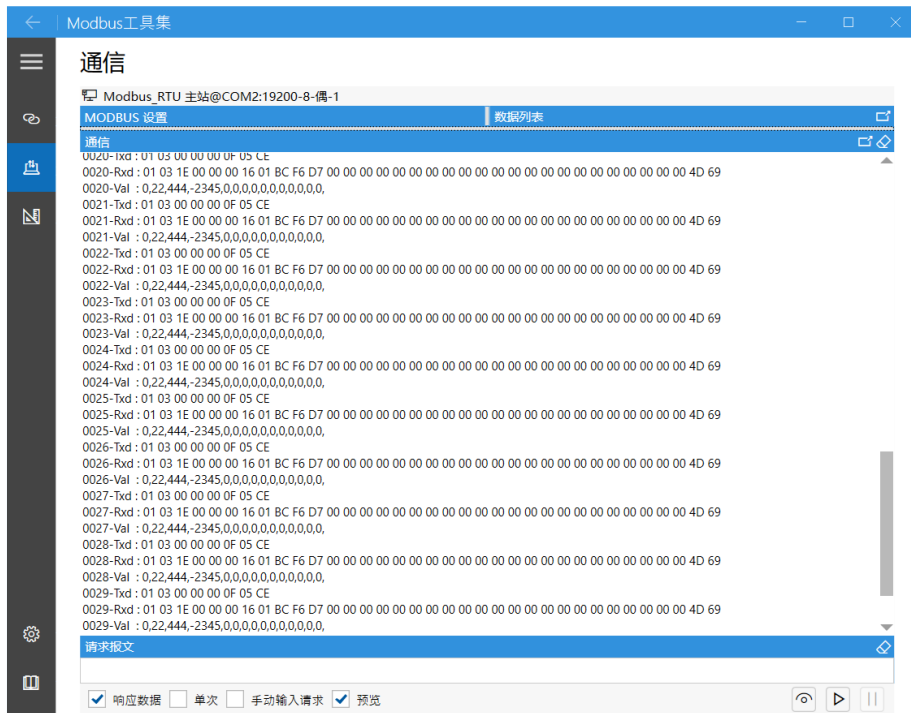 Modbus工具集
通信
Modbus_RTU 主站@COM2:19200-8-偶-1
MODBUS 设置
数据列表
通信
0020-Txd : 01 03 00 00 00 0F 05 CE
0020-Rxd : 01 03 1E 00 00 00 16 01 BC F6 D7 00 00 00 00 00 00 00 00 00 00 00 00 00 00 00 00 00 00 00 00 00 00 4D 69
0020-Val : 0,22,444,-2345,0,0,0,0,0,0,0,0,0,0,0,
0021-Txd : 01 03 00 00 00 0F 05 CE
0021-Rxd : 01 03 1E 00 00 00 16 01 BC F6 D7 00 00 00 00 00 00 00 00 00 00 00 00 00 00 00 00 00 00 00 00 00 00 4D 69
0021-Val : 0,22,444,-2345,0,0,0,0,0,0,0,0,0,0,0,
0022-Txd : 01 03 00 00 00 0F 05 CE
0022-Rxd : 01 03 1E 00 00 00 16 01 BC F6 D7 00 00 00 00 00 00 00 00 00 00 00 00 00 00 00 00 00 00 00 00 00 00 4D 69
0022-Val : 0,22,444,-2345,0,0,0,0,0,0,0,0,0,0,0,
0023-Txd : 01 03 00 00 00 0F 05 CE
0023-Rxd : 01 03 1E 00 00 00 16 01 BC F6 D7 00 00 00 00 00 00 00 00 00 00 00 00 00 00 00 00 00 00 00 00 00 00 4D 69
0023-Val : 0,22,444,-2345,0,0,0,0,0,0,0,0,0,0,0,
0024-Txd : 01 03 00 00 00 0F 05 CE
0024-Rxd : 01 03 1E 00 00 00 16 01 BC F6 D7 00 00 00 00 00 00 00 00 00 00 00 00 00 00 00 00 00 00 00 00 00 00 4D 69
0024-Val : 0,22,444,-2345,0,0,0,0,0,0,0,0,0,0,0,
0025-Txd : 01 03 00 00 00 0F 05 CE
0025-Rxd : 01 03 1E 00 00 00 16 01 BC F6 D7 00 00 00 00 00 00 00 00 00 00 00 00 00 00 00 00 00 00 00 00 00 00 4D 69
0025-Val : 0,22,444,-2345,0,0,0,0,0,0,0,0,0,0,0,
0026-Txd : 01 03 00 00 00 0F 05 CE
0026-Rxd : 01 03 1E 00 00 00 16 01 BC F6 D7 00 00 00 00 00 00 00 00 00 00 00 00 00 00 00 00 00 00 00 00 00 00 4D 69
0026-Val : 0,22,444,-2345,0,0,0,0,0,0,0,0,0,0,0,
0027-Txd : 01 03 00 00 00 0F 05 CE
0027-Rxd : 01 03 1E 00 00 00 16 01 BC F6 D7 00 00 00 00 00 00 00 00 00 00 00 00 00 00 00 00 00 00 00 00 00 00 4D 69
0027-Val : 0,22,444,-2345,0,0,0,0,0,0,0,0,0,0,0,
0028-Txd : 01 03 00 00 00 0F 05 CE
0028-Rxd : 01 03 1E 00 00 00 16 01 BC F6 D7 00 00 00 00 00 00 00 00 00 00 00 00 00 00 00 00 00 00 00 00 00 00 4D 69
0028-Val : 0,22,444,-2345,0,0,0,0,0,0,0,0,0,0,0,
0029-Txd : 01 03 00 00 00 0F 05 CE
0029-Rxd : 01 03 1E 00 00 00 16 01 BC F6 D7 00 00 00 00 00 00 00 00 00 00 00 00 00 00 00 00 00 00 00 00 00 00 4D 69
0029-Val : 0,22,444,-2345,0,0,0,0,0,0,0,0,0,0,0,
请求报文
响应数据 单次 手动输入请求 预览